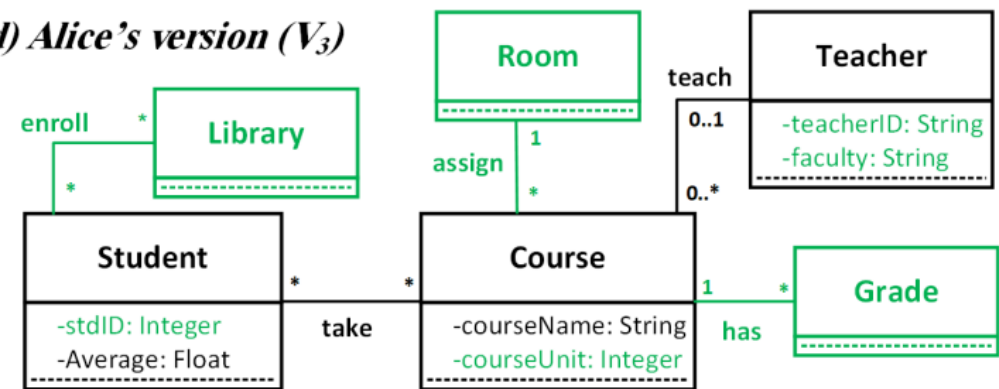 d) Alice's version (V3)
Room
Teacher
teach
enroll
*
Library
0..1
-teacherID: String
-faculty: String
1
assign
*
*
0..*
Student
Course
Grade
*
*
1
*
-stdID: Integer
-Average: Float
take
-courseName: String
-courseUnit: Integer
has